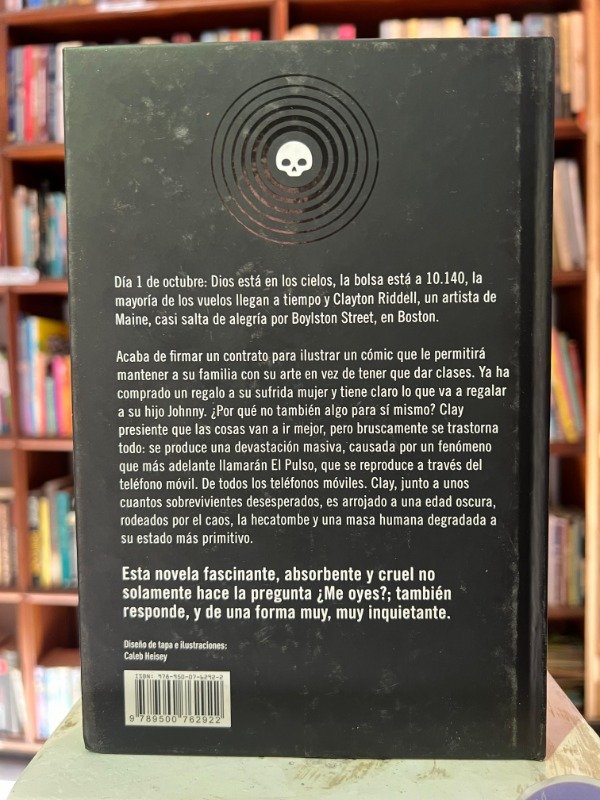 Día 1 de octubre: Dios está en los cielos, la bolsa está a 10.140, la
mayoría de los vuelos llegan a tiempo y Clayton Riddell, un artista de
Maine, casi salta de alegría por Boylston Street, en Boston.
Acaba de firmar un contrato para ilustrar un cómic que le permitirá
mantener a su familia con su arte en vez de tener que dar clases. Ya ha
comprado un regalo a su sufrida mujer y tiene claro lo que va a regalar
a su hijo Johnny. ¿Por qué no también algo para sí mismo? Clay
presiente que las cosas van a ir mejor, pero bruscamente se trastorna
todo: se produce una devastación masiva, causada por un fenómeno
que más adelante llamarán El Pulso, que se reproduce a través del
teléfono móvil. De todos los teléfonos móviles. Clay, junto a unos
cuantos sobrevivientes desesperados, es arrojado a una edad oscura,
rodeados por el caos, la hecatombe y una masa humana degradada a
su estado más primitivo.
Esta novela fascinante, absorbente y cruel no
solamente hace la pregunta ¿Me oyes?; también
responde, y de una forma muy, muy inquietante.
Diseño de tapa e ilustraciones:
Caleb Heisey
ISBN: 978-950-07-6292-2
9 789500 762922